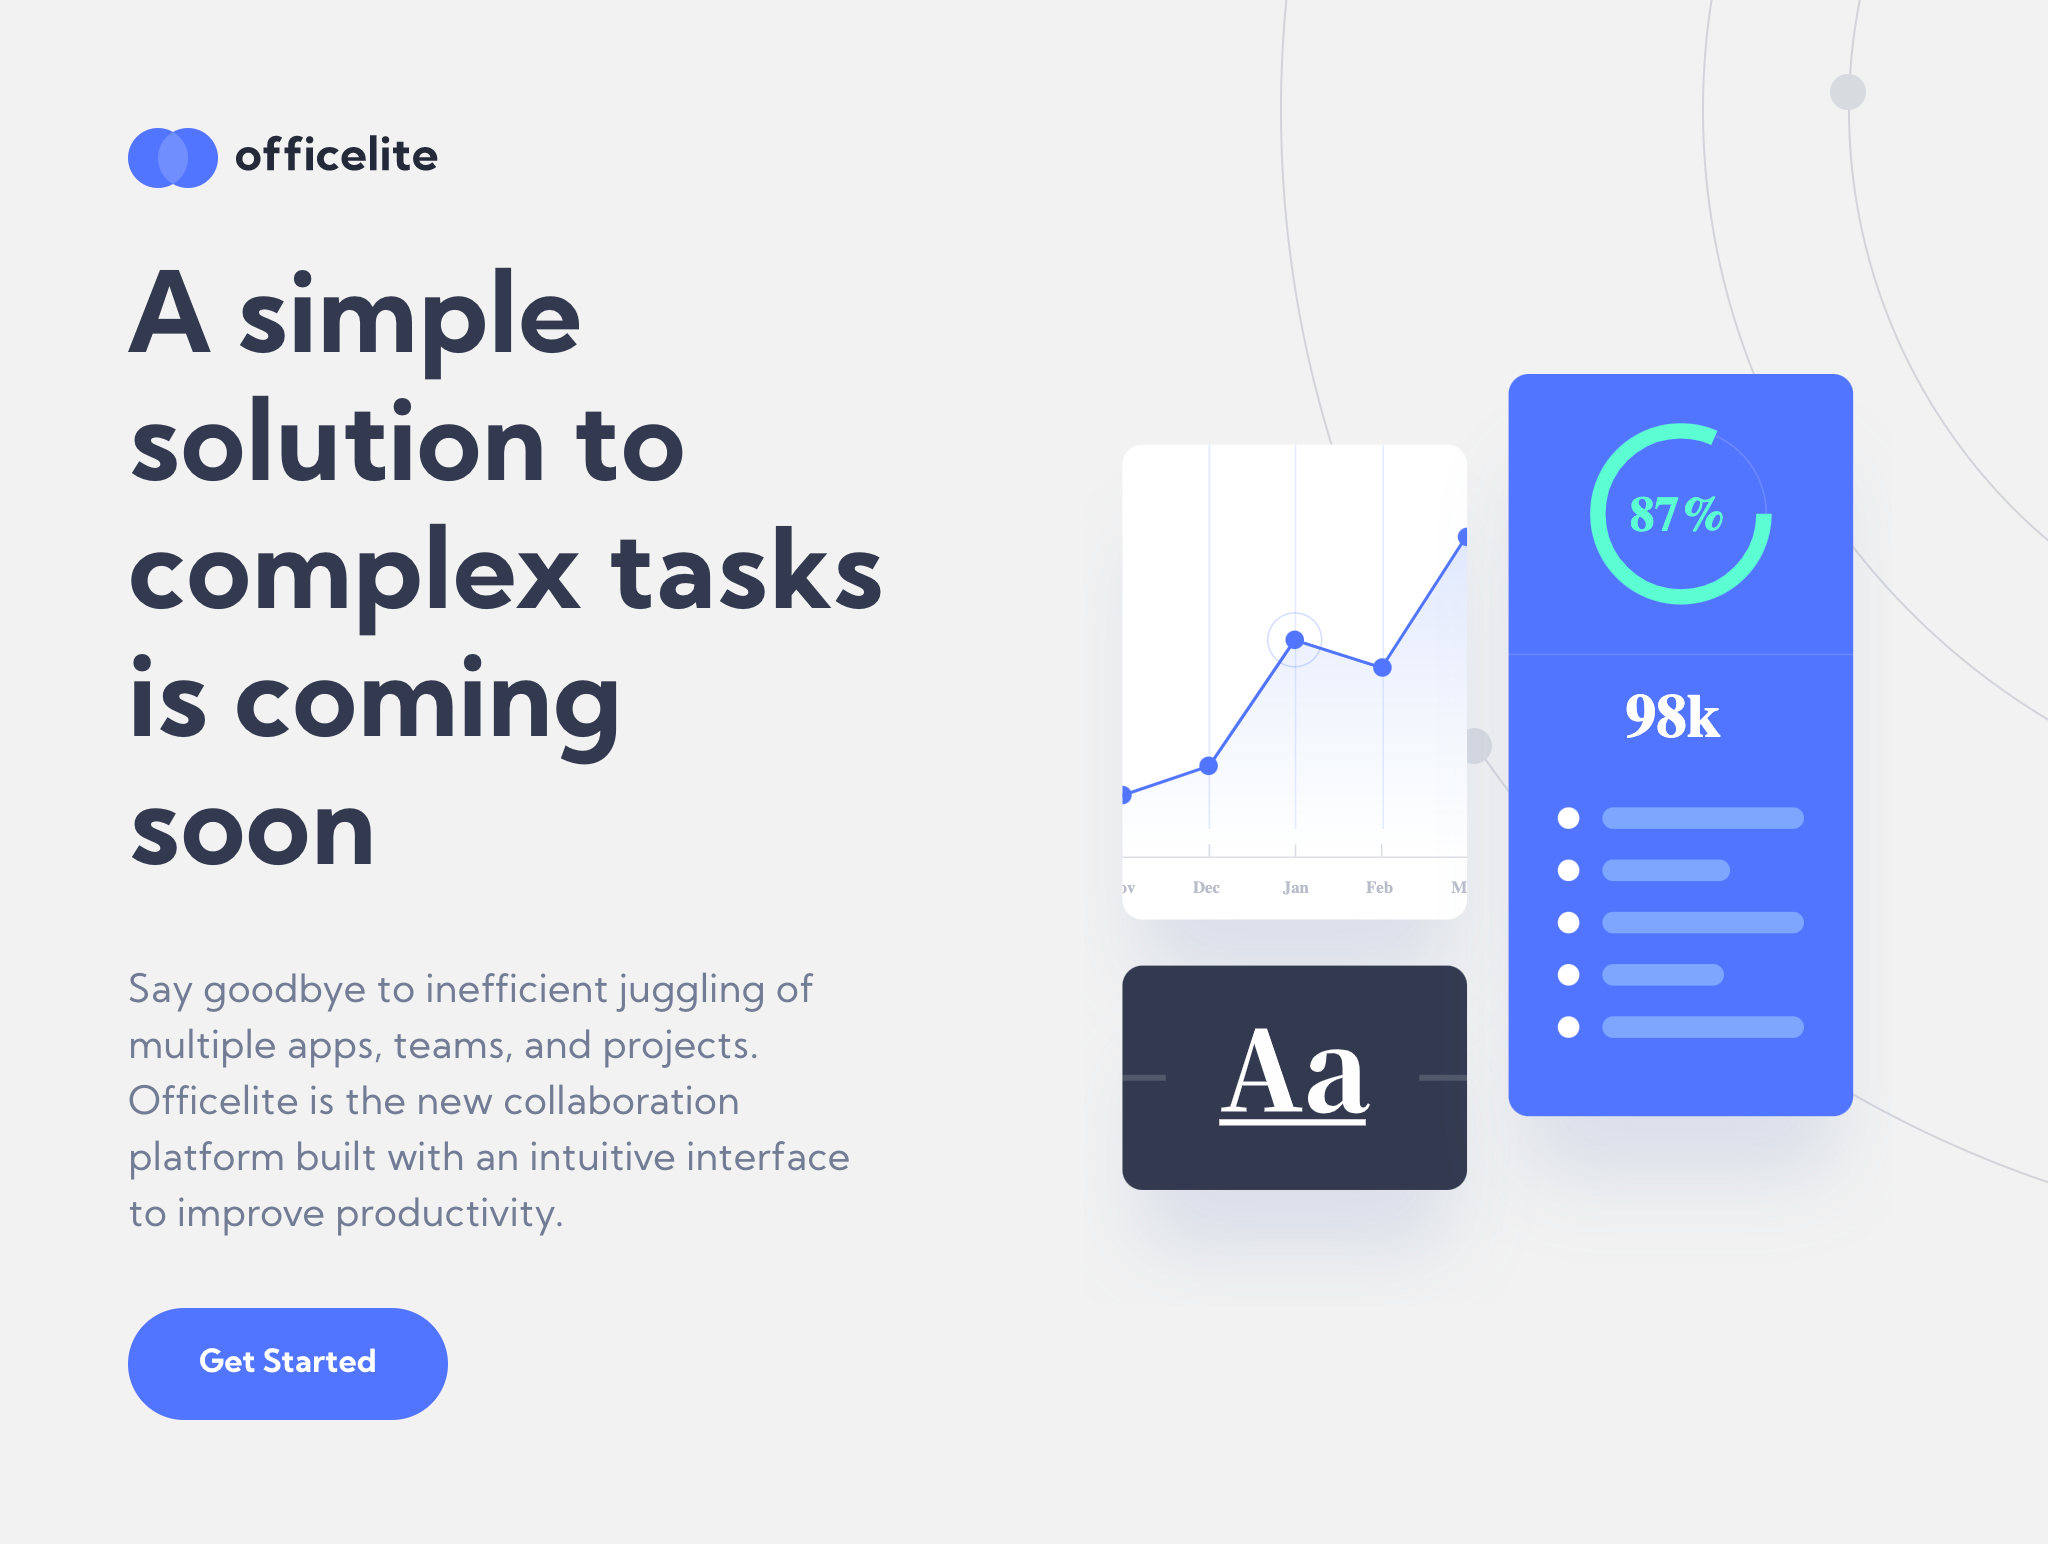 officelite
A simple
solution to
complex tasks
is coming
soon
Say goodbye to inefficient juggling of
multiple apps, teams, and projects.
Officelite is the new collaboration
platform built with an intuitive interface
to improve productivity.
Get Started
87%
98k
ov Dec Jan Feb M
Aa